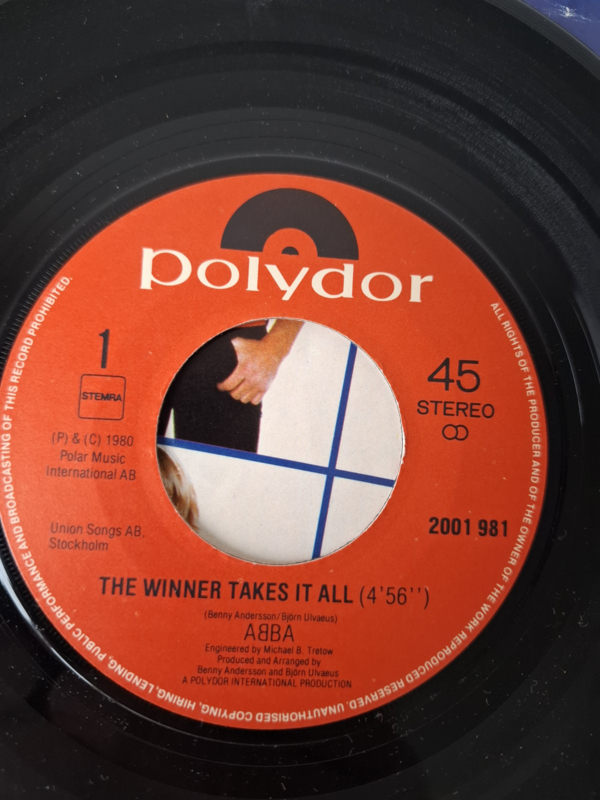 polydor
1
STEMRA
45
STEREO
(P) & (C) 1980
Polar Music
International AB
Union Songs AB,
Stockholm
2001 981
THE WINNER TAKES IT ALL (4'56'')
(Benny Andersson/Björn Ulvaeus)
AᗺBA
Engineered by Michael B. Tretow
Produced and Arranged by
Benny Andersson and Björn Ulvaeus
A POLYDOR INTERNATIONAL PRODUCTION
ALL RIGHTS OF THE PRODUCER AND OF THE OWNER OF THE WORK REPRODUCED RESERVED. UNAUTHORISED COPYING, HIRING, LENDING, PUBLIC PERFORMANCE AND BROADCASTING OF THIS RECORD PROHIBITED.